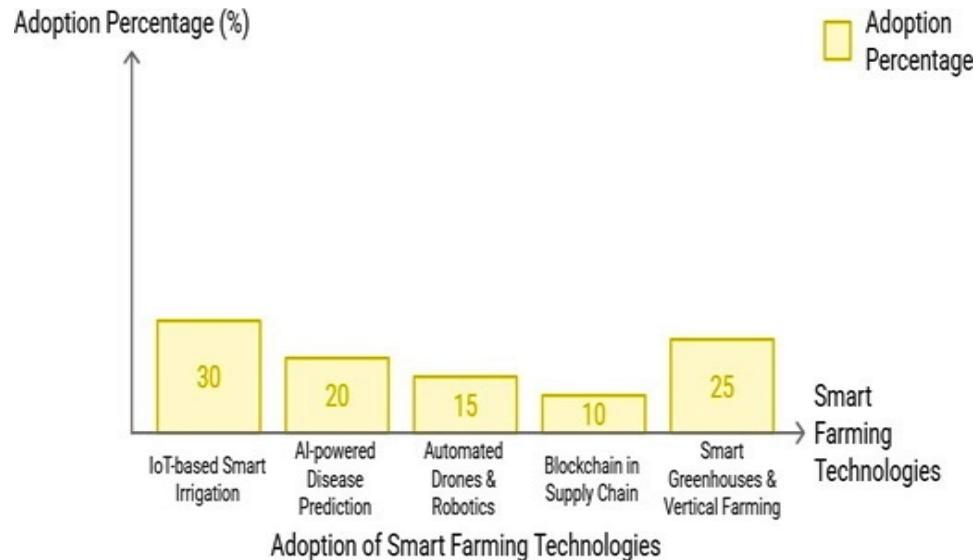 Adoption Percentage (%)
Adoption
Percentage
30
20
15
10
25
IoT-based Smart
Irrigation
AI-powered
Disease
Prediction
Automated
Drones &
Robotics
Blockchain in
Supply Chain
Smart
Greenhouses &
Vertical Farming
Smart
Farming
Technologies
Adoption of Smart Farming Technologies